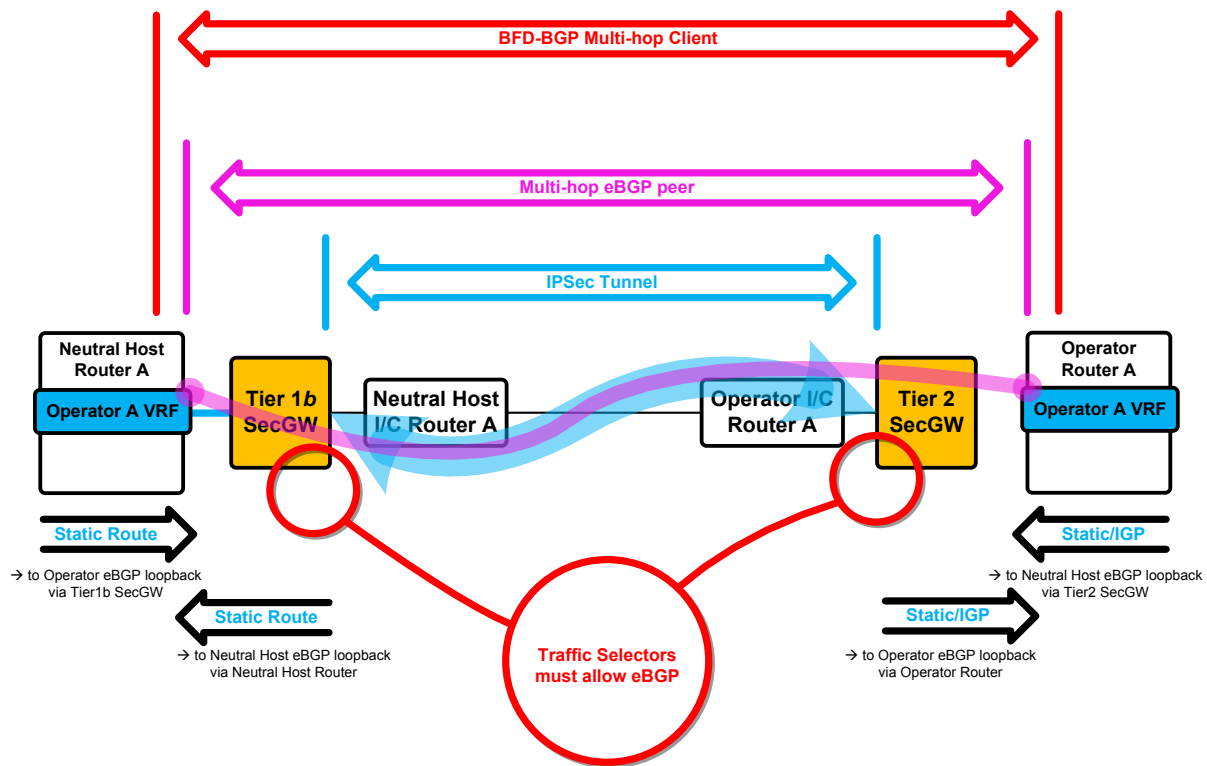 BFD-BGP Multi-hop Client
Multi-hop eBGP peer
IPSec Tunnel
Neutral Host
Router A
Operator A VRF
Tier 1b
SecGW
Neutral Host
I/C Router A
Operator I/C
Router A
Tier 2
SecGW
Operator
Router A
Operator A VRF
Static Route
→ to Operator eBGP loopback
via Tier1b SecGW
Static Route
→ to Neutral Host eBGP loopback
via Neutral Host Router
Traffic Selectors
must allow eBGP
Static/IGP
→ to Neutral Host eBGP loopback
via Tier2 SecGW
Static/IGP
→ to Operator eBGP loopback
via Operator Router